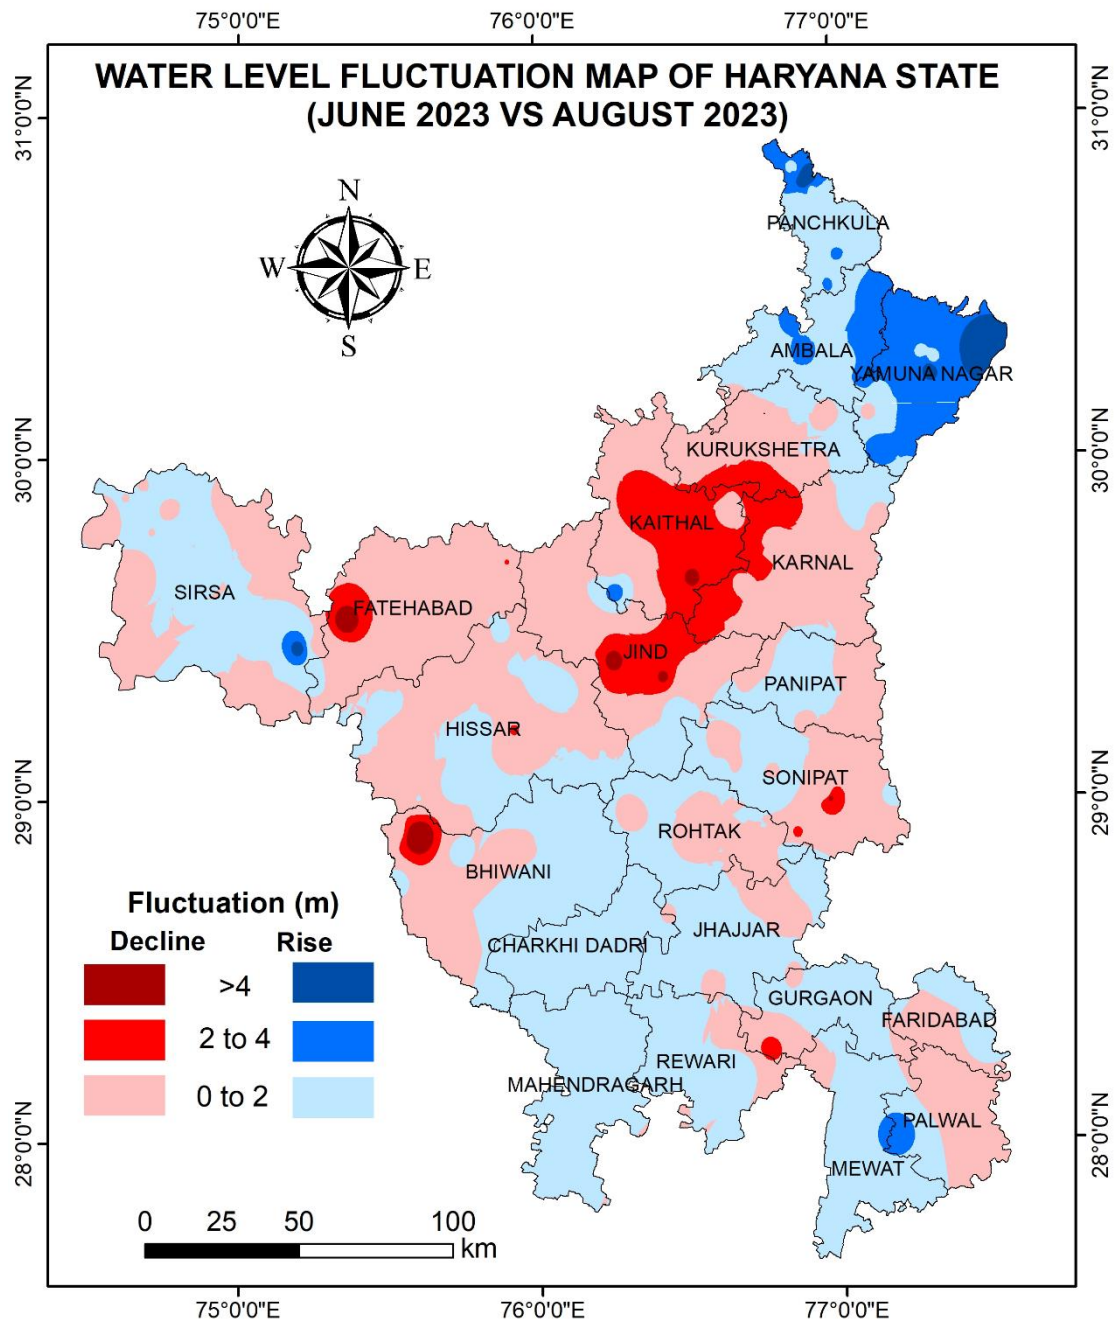 75°0'0"E 76°0'0"E 77°0'0"E
WATER LEVEL FLUCTUATION MAP OF HARYANA STATE
(JUNE 2023 VS AUGUST 2023)
31°0'0"N 31°0'0"N
N
W E
S
PANCHKULA
AMBALA
YAMUNA NAGAR
30°0'0"N 30°0'0"N
KURUKSHETRA
KAITHAL
KARNAL
SIRSA
FATEHABAD
JIND
PANIPAT
HISSAR
SONIPAT
29°0'0"N 29°0'0"N
ROHTAK
BHIWANI
JHAJJAR
CHARKHI DADRI
GURGAON
FARIDABAD
REWARI
MAHENDRAGARH
PALWAL
MEWAT
28°0'0"N 28°0'0"N
Fluctuation (m)
Decline Rise
>4
2 to 4
0 to 2
0 25 50 100
km
75°0'0"E 76°0'0"E 77°0'0"E